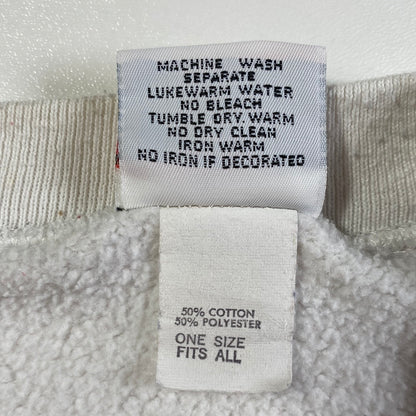 MACHINE WASH
SEPARATE
LUKEWARM WATER
NO BLEACH
TUMBLE DRY. WARM
NO DRY CLEAN
IRON WARM
NO IRON IF DECORATED
50% COTTON
50% POLYESTER
ONE SIZE
FITS ALL